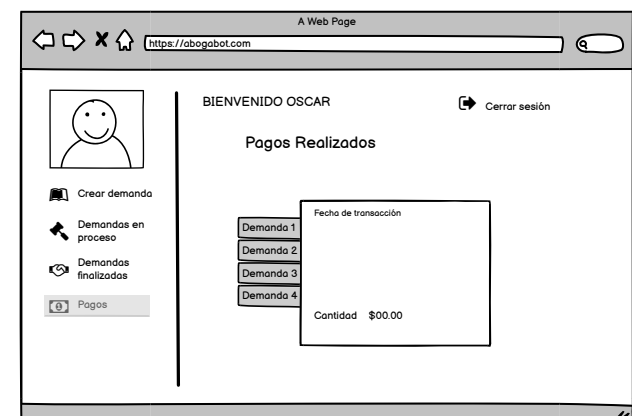 A Web Page
https://abogabot.com
BIENVENIDO OSCAR
Cerrar sesión
Pagos Realizados
Crear demanda
Demandas en
proceso
Demandas
finalizadas
Pagos
Demanda 1
Demanda 2
Demanda 3
Demanda 4
Fecha de transacción
Cantidad $00.00